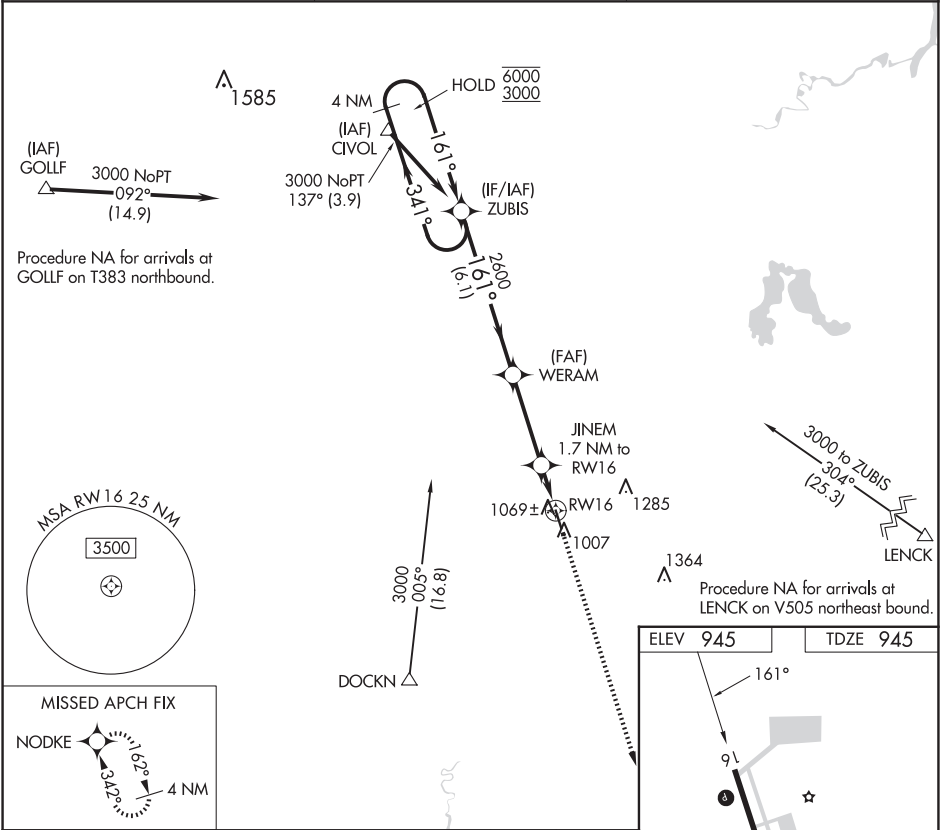 1585
4 NM
HOLD 6000
3000
(IAF)
CIVOL
161°
(IAF)
GOLLF
3000 NoPT
092°
(14.9)
3000 NoPT
137° (3.9)
341°
(IF/IAF)
ZUBIS
Procedure NA for arrivals at
GOLLF on T383 northbound.
2600
161°
(6.1)
(FAF)
WERAM
JINEM
1.7 NM to
RW16
3000 to ZUBIS
304°
(25.3)
LENCK
1069±
RW16
1285
1007
MSA RW16 25 NM
3500
3000
005°
(16.8)
1364
Procedure NA for arrivals at
LENCK on V505 northeast bound.
DOCKN
ELEV 945
TDZE 945
161°
MISSED APCH FIX
NODKE
162°
342°
4 NM
16
P